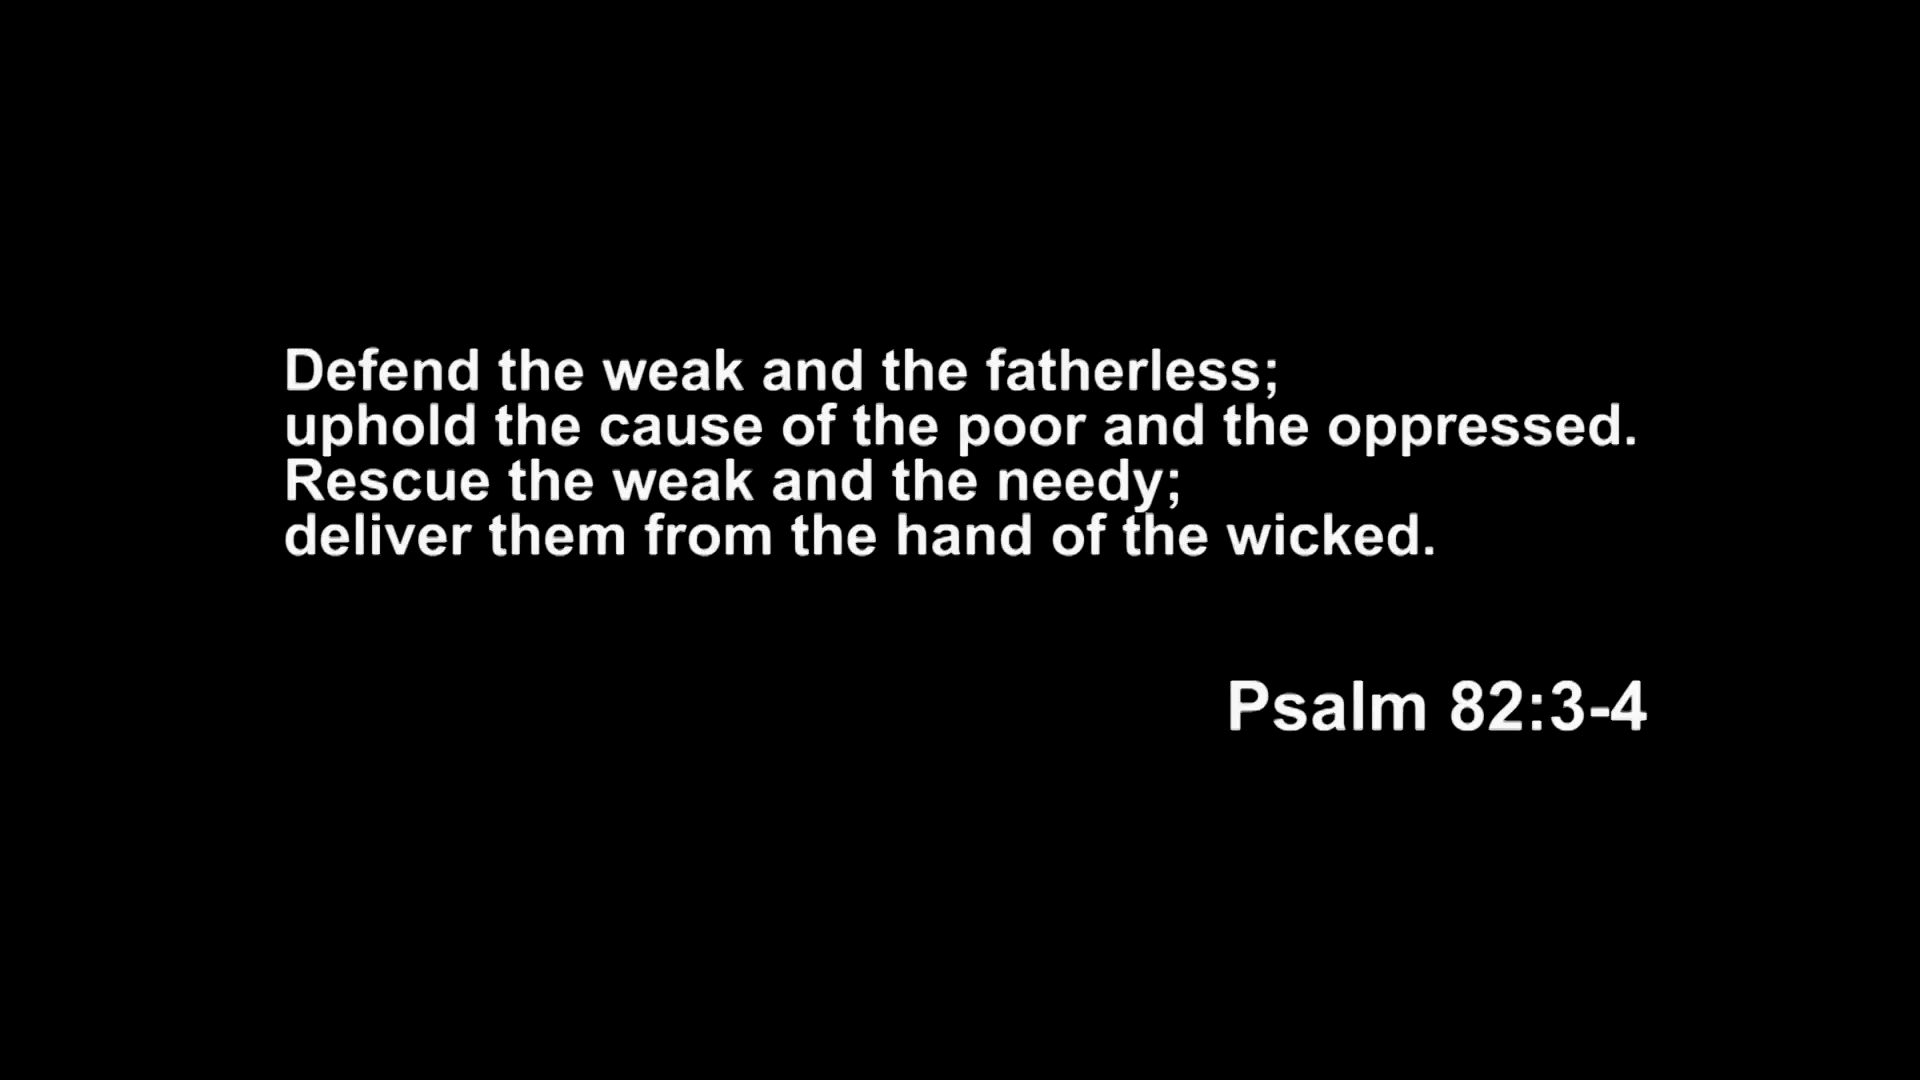 Defend the weak and the fatherless;
uphold the cause of the poor and the oppressed.
Rescue the weak and the needy;
deliver them from the hand of the wicked.
Psalm 82:3-4